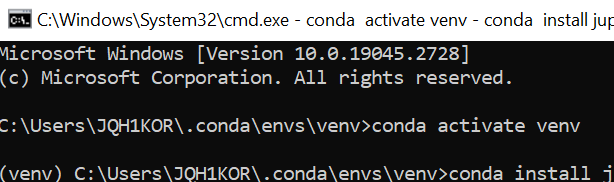 C:\Windows\System32\cmd.exe - conda  activate venv - conda  install jup
Microsoft Windows [Version 10.0.19045.2728]
(c) Microsoft Corporation. All rights reserved.
C:\Users\JQH1KOR\.conda\envs\venv>conda activate venv
(venv) C:\Users\JQH1KOR\.conda\envs\venv>conda install j